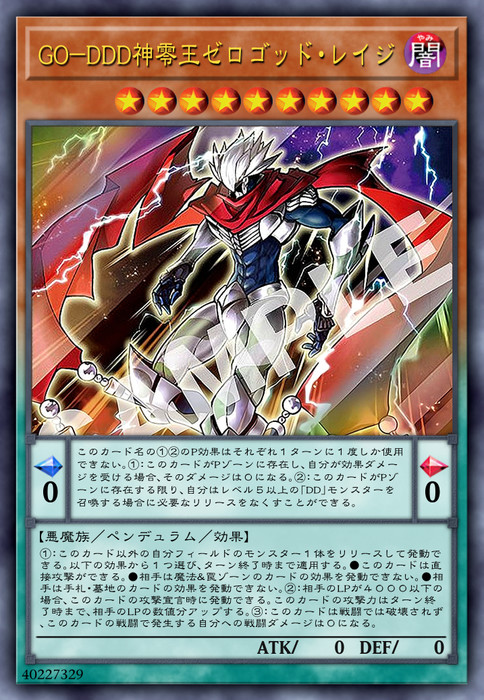 GO-DDD神零王ゼロゴッド・レイジ
やみ
闇
SAMPLE
このカード名の①②のP効果はそれぞれ1ターンに1度しか使用
できない。①：このカードがPゾーンに存在し、自分が効果ダメー
ジを受ける場合、そのダメージは0になる。②：このカードがPゾー
ンに存在する限り、自分はレベル5以上の「DD」モンスターを
召喚する場合に必要なリリースをなくすことができる。
0
0
【悪魔族／ペンデュラム／効果】
①：このカード以外の自分フィールドのモンスター1体をリリースして発動で
きる。以下の効果から1つ選び、ターン終了時まで適用する。●このカードは直
接攻撃ができる。●相手は魔法&罠ゾーンのカードの効果を発動できない。●相
手は手札・墓地のカードの効果を発動できない。②：相手のLPが4000以下の
場合、このカードの攻撃宣言時に発動できる。このカードの攻撃力はターン終
了時まで、相手のLPの数値分アップする。③：このカードは戦闘では破壊されず、
このカードの戦闘で発生する自分への戦闘ダメージは0になる。
ATK/ 0 DEF/ 0
40227329